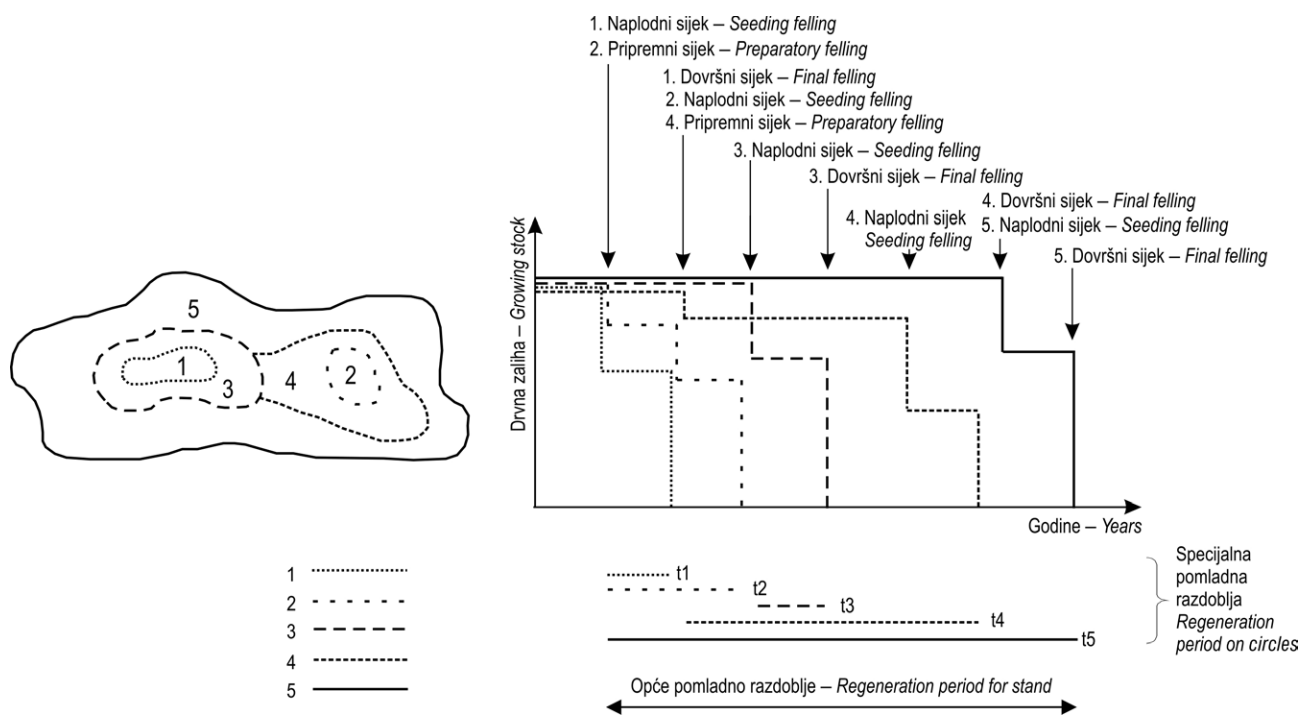 1. Naplodni sijek – Seeding felling
2. Pripremni sijek – Preparatory felling
1. Dovršni sijek – Final felling
2. Naplodni sijek – Seeding felling
4. Pripremni sijek – Preparatory felling
3. Naplodni sijek – Seeding felling
3. Dovršni sijek – Final felling
4. Naplodni sijek
Seeding felling
4. Dovršni sijek – Final felling
5. Naplodni sijek – Seeding felling
5. Dovršni sijek – Final felling
Drvna zaliha – Growing stock
Godine – Years
5
1
3
4
2
1
2
3
4
5
t1
t2
t3
t4
t5
Specijalna
pomladna
razdoblja
Regeneration
period on circles
Opće pomladno razdoblje – Regeneration period for stand